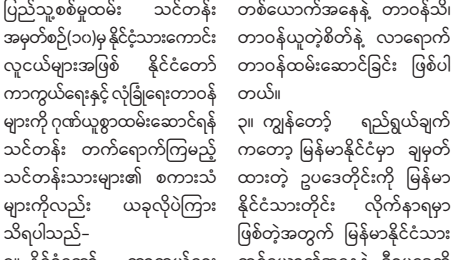 ပြည်သူ့စစ်မှုထမ်း သင်တန်း
အမှတ်စဉ်(၁၀)မှ နိုင်ငံ့သားကောင်း
လူငယ်များအဖြစ် နိုင်ငံတော်
ကာကွယ်ရေးနှင့် လုံခြုံရေးတာဝန်
များကို ဂုဏ်ယူစွာထမ်းဆောင်ရန်
သင်တန်း တက်ရောက်ကြမည့်
သင်တန်းသားများ၏ စကားသံ
များကိုလည်း ယခုလိုပဲကြား
သိရပါသည်–
တစ်ယောက်အနေနဲ့ တာဝန်သိ၊
တာဝန်ယူတဲ့စိတ်နဲ့ လာရောက်
တာဝန်ထမ်းဆောင်ခြင်း ဖြစ်ပါ
တယ်။
၃။ ကျွန်တော့် ရည်ရွယ်ချက်
ကတော့ မြန်မာနိုင်ငံမှာ ချမှတ်
ထားတဲ့ ဥပဒေတိုင်းကို မြန်မာ
နိုင်ငံသားတိုင်း လိုက်နာရမှာ
ဖြစ်တဲ့အတွက် မြန်မာနိုင်ငံသား